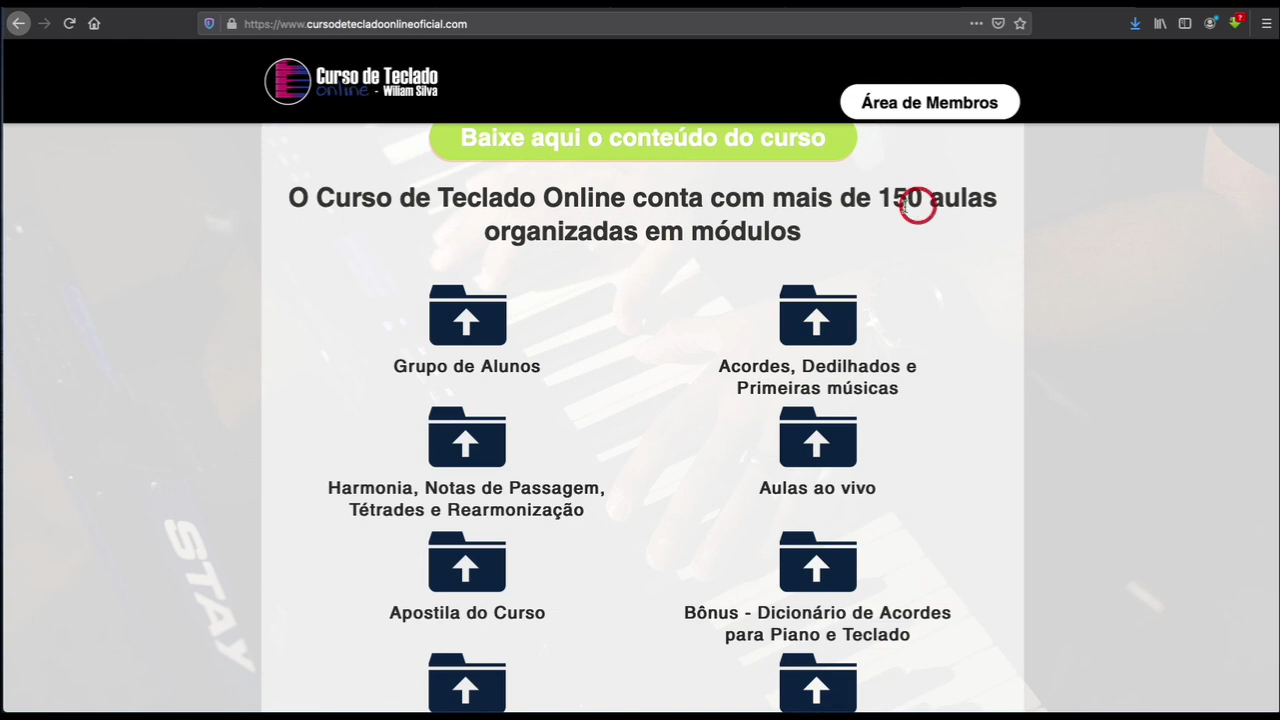 https://www.cursodetecladoonlineoficial.com
?
Curso de Teclado
online - Wiliam Silva
Área de Membros
Baixe aqui o conteúdo do curso
O Curso de Teclado Online conta com mais de 150 aulas
organizadas em módulos
Grupo de Alunos
Acordes, Dedilhados e
Primeiras músicas
Harmonia, Notas de Passagem,
Tétrades e Rearmonização
Aulas ao vivo
Apostila do Curso
Bônus - Dicionário de Acordes
para Piano e Teclado
STAY